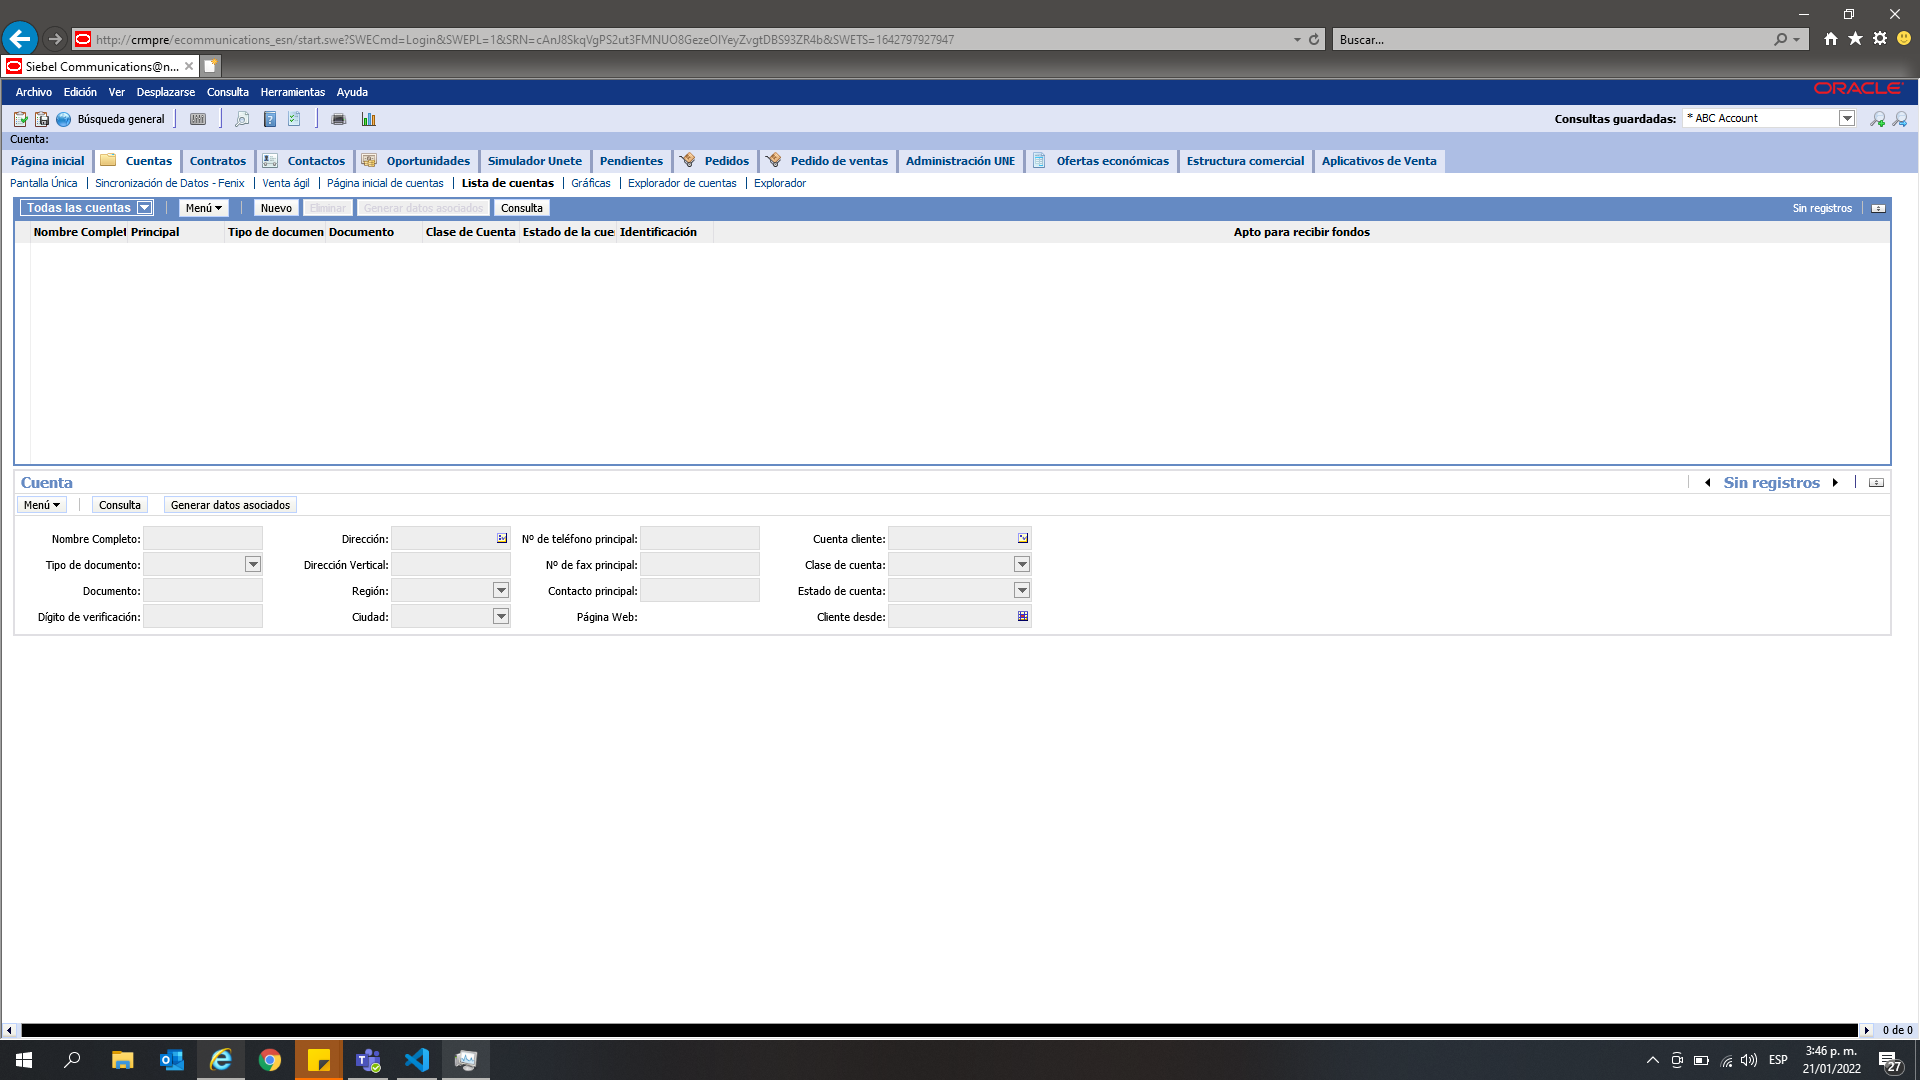 http://crmpre/ecommunications_esn/start.swe?SWECmd=Login&SWEPL=1&SRN=cAnJ8SkqVgPS2ut3FMNUO8GezeOIYeyZvgtDBS93ZR4b&SWETS=1642797927947
Buscar...
Siebel Communications@n...
Archivo Edición Ver Desplazarse Consulta Herramientas Ayuda
ORACLE
Búsqueda general
Consultas guardadas: * ABC Account
Cuenta:
Página inicial Cuentas Contratos Contactos Oportunidades Simulador Unete Pendientes Pedidos Pedido de ventas Administración UNE Ofertas económicas Estructura comercial Aplicativos de Venta
Pantalla Única Sincronización de Datos - Fenix Venta ágil Página inicial de cuentas Lista de cuentas Gráficas Explorador de cuentas Explorador
Todas las cuentas Menú Nuevo Eliminar Generar datos asociados Consulta Sin registros
Nombre Complet Principal Tipo de documen Documento Clase de Cuenta Estado de la cuen Identificación Apto para recibir fondos
Cuenta Sin registros
Menú Consulta Generar datos asociados
Nombre Completo: Dirección: Nº de teléfono principal: Cuenta cliente:
Tipo de documento: Dirección Vertical: Nº de fax principal: Clase de cuenta:
Documento: Región: Contacto principal: Estado de cuenta:
Dígito de verificación: Ciudad: Página Web: Cliente desde:
0 de 0
ESP
3:46 p. m.
21/01/2022
27